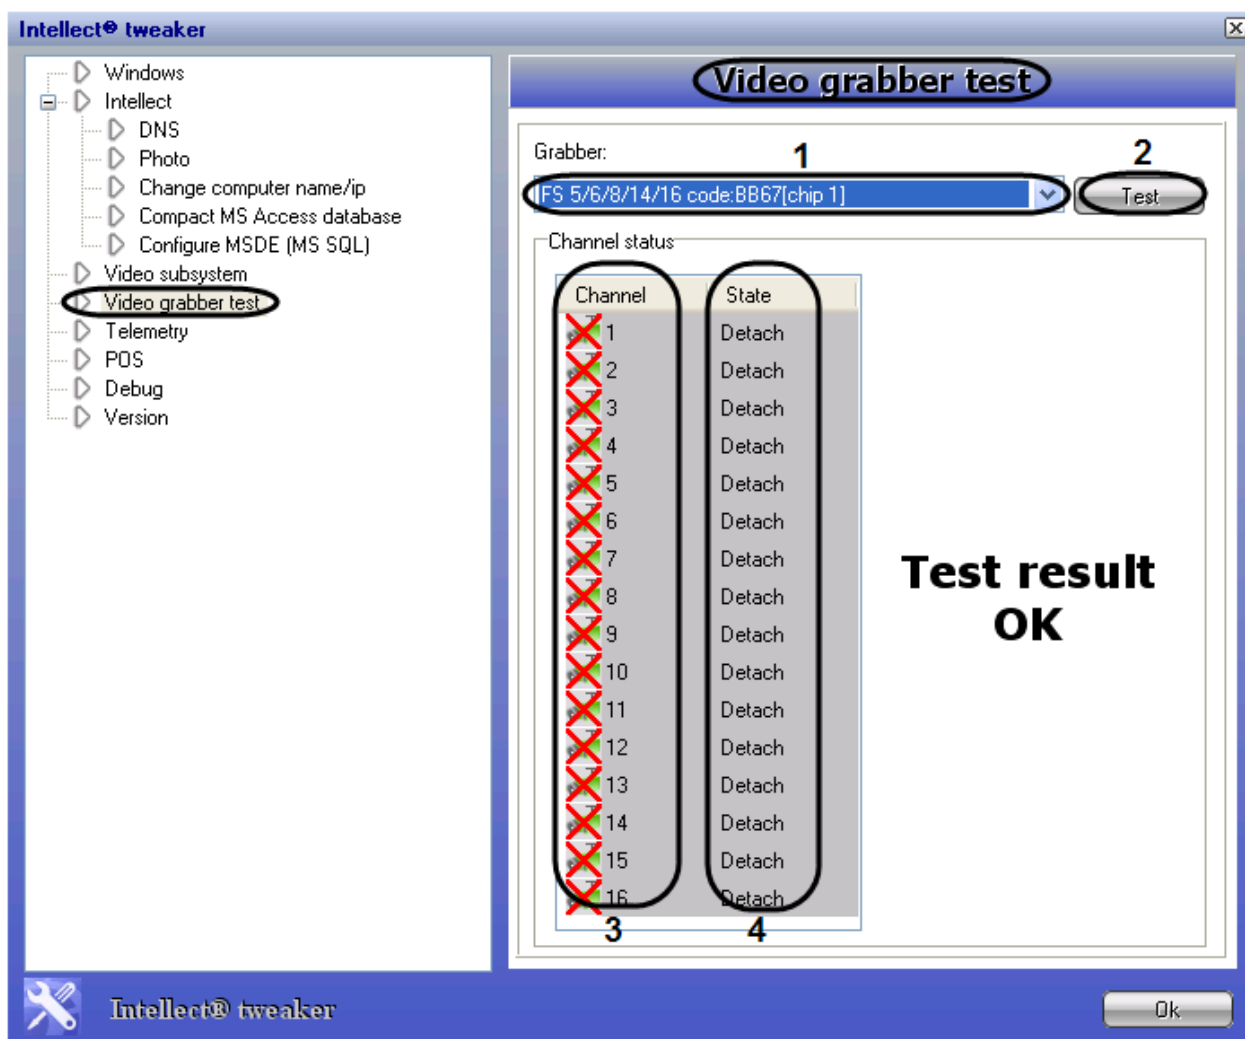 Intellect® tweaker
Windows
Intellect
DNS
Photo
Change computer name/ip
Compact MS Access database
Configure MSDE (MS SQL)
Video subsystem
Video grabber test
Telemetry
POS
Debug
Version
Video grabber test
Grabber:
1
2
FS 5/6/8/14/16 code:BB67[chip 1]
Test
Channel status
Channel State
1 Detach
2 Detach
3 Detach
4 Detach
5 Detach
6 Detach
7 Detach
8 Detach
9 Detach
10 Detach
11 Detach
12 Detach
13 Detach
14 Detach
15 Detach
16 Detach
3 4
Test result
OK
Intellect® tweaker
Ok